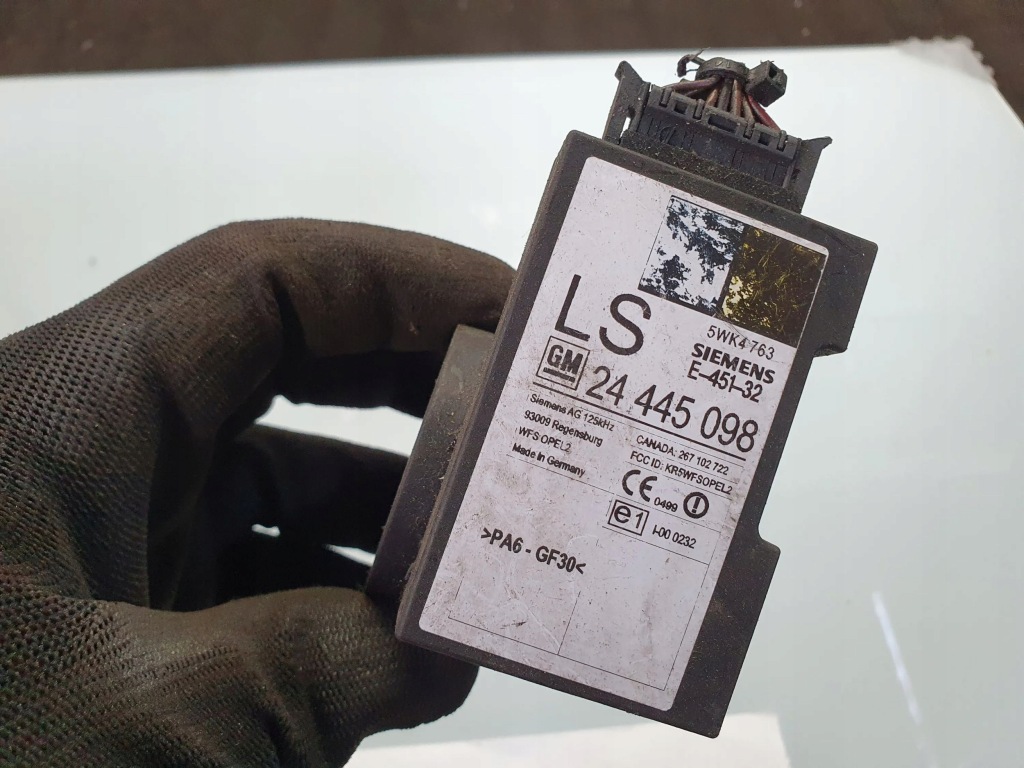 LS
5WK4 763
SIEMENS
E-451-32
GM
24 445 098
Siemens AG 125kHz
93009 Regensburg
WFS OPEL2
Made in Germany
CANADA: 267 102 722
FCC ID: KR5WFSOPEL2
CE 0499 !
e1 I-00 0232
>PA6 - GF30<